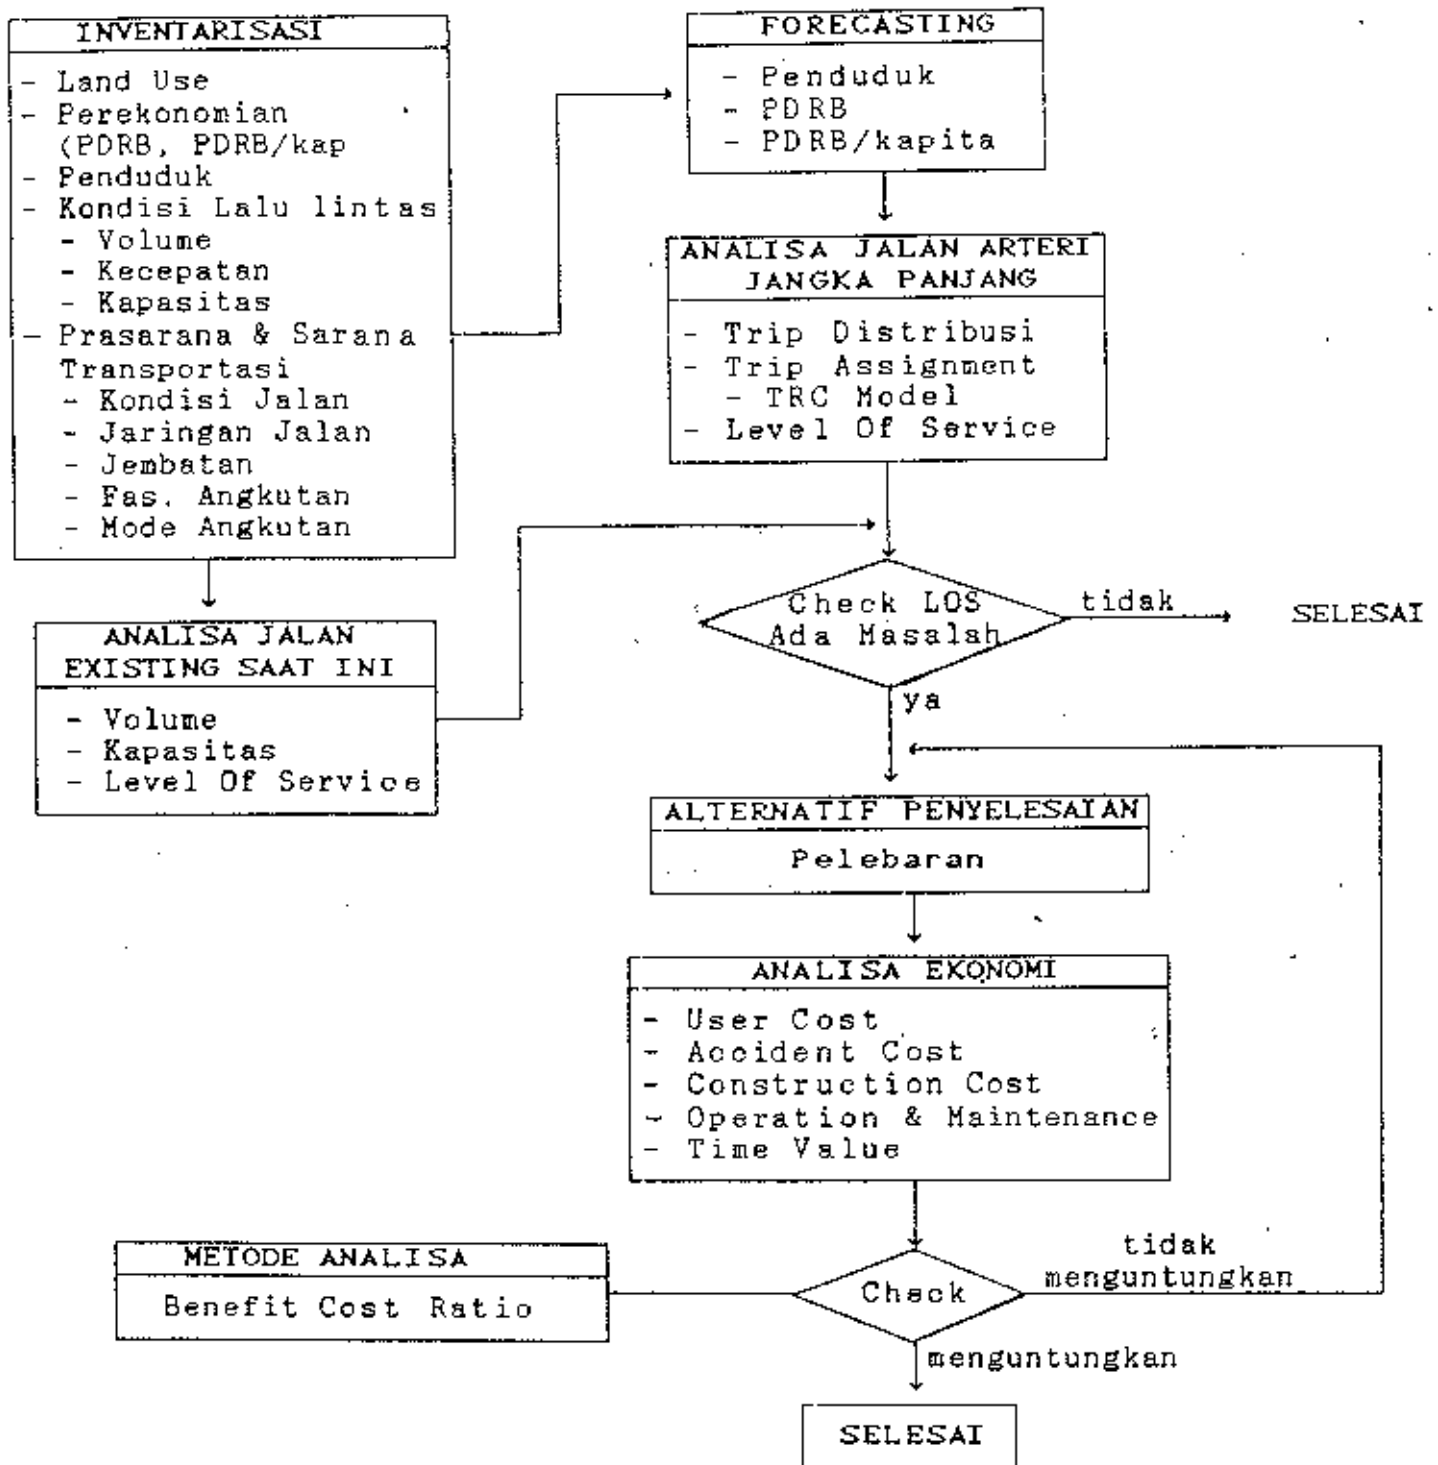 INVENTARISASI
- Land Use
- Perekonomian
(PDRB, PDRB/kap
- Penduduk
- Kondisi Lalu lintas
- Volume
- Kecepatan
- Kapasitas
- Prasarana & Sarana
Transportasi
- Kondisi Jalan
- Jaringan Jalan
- Jembatan
- Fas. Angkutan
- Mode Angkutan
FORECASTING
- Penduduk
- PDRB
- PDRB/kapita
ANALISA JALAN ARTERI
JANGKA PANJANG
- Trip Distribusi
- Trip Assignment
- TRC Model
- Level Of Service
ANALISA JALAN
EXISTING SAAT INI
- Volume
- Kapasitas
- Level Of Service
Check LOS
Ada Masalah
tidak
SELESAI
ya
ALTERNATIF PENYELESAIAN
Pelebaran
ANALISA EKONOMI
- User Cost
- Accident Cost
- Construction Cost
- Operation & Maintenance
- Time Value
METODE ANALISA
Benefit Cost Ratio
Check
tidak
menguntungkan
menguntungkan
SELESAI